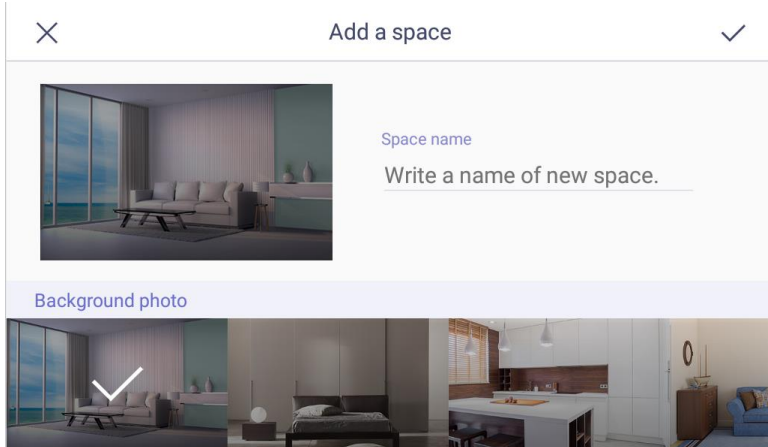 Add a space
Space name
Write a name of new space.
Background photo